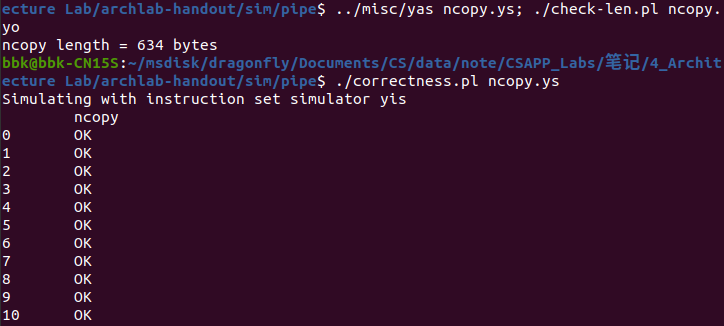 ecture Lab/archlab-handout/sim/pipe$ ../misc/yas ncopy.ys; ./check-len.pl ncopy.
yo
ncopy length = 634 bytes
bbk@bbk-CN15S:~/msdisk/dragonfly/Documents/CS/data/note/CSAPP_Labs/笔记/4_Archit
ecture Lab/archlab-handout/sim/pipe$ ./correctness.pl ncopy.ys
Simulating with instruction set simulator yis
ncopy
0 OK
1 OK
2 OK
3 OK
4 OK
5 OK
6 OK
7 OK
8 OK
9 OK
10 OK